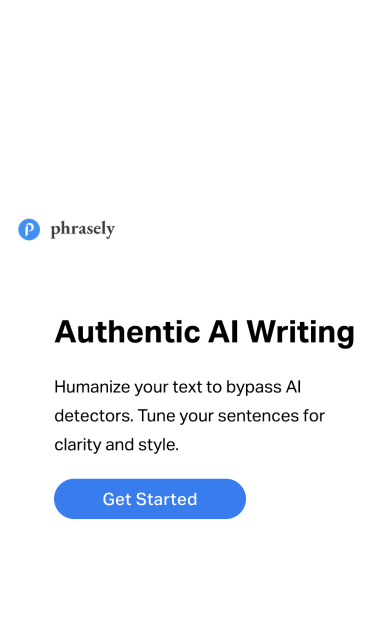 phrasely
Authentic AI Writing
Humanize your text to bypass AI
detectors. Tune your sentences for
clarity and style.
Get Started